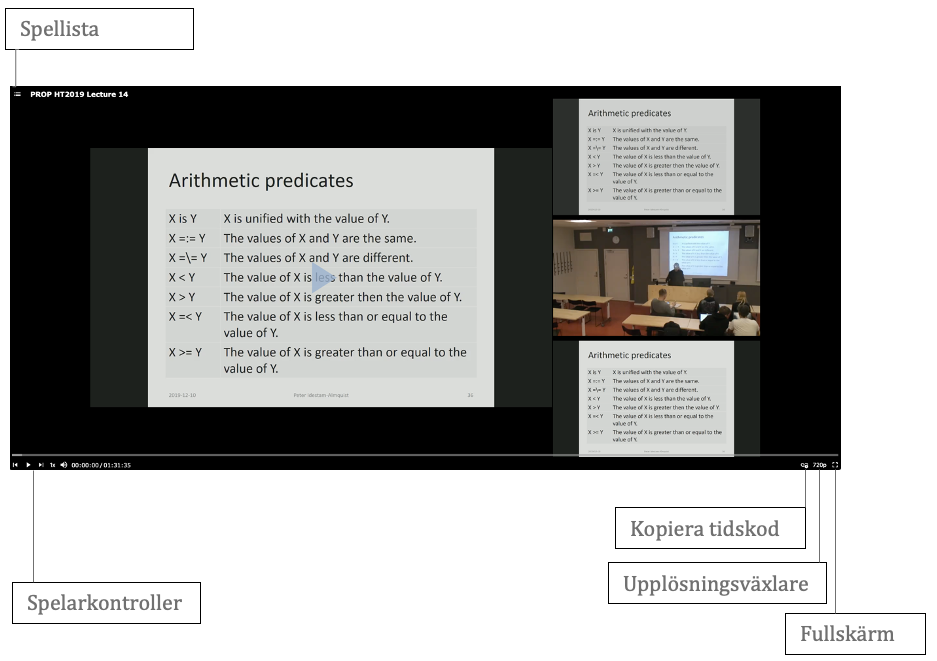 Spellista
PROP HT2019 Lecture 14
Arithmetic predicates
X is Y X is unified with the value of Y.
X =:= Y The values of X and Y are the same.
X =\= Y The values of X and Y are different.
X < Y The value of X is less than the value of Y.
X > Y The value of X is greater then the value of Y.
X =< Y The value of X is less than or equal to the
value of Y.
X >= Y The value of X is greater than or equal to the
value of Y.
2019-12-10 Peter Idestam-Almquist 31
Arithmetic predicates
X is Y X is unified with the value of Y.
X =:= Y The values of X and Y are the same.
X =\= Y The values of X and Y are different.
X < Y The value of X is less than the value of Y.
X > Y The value of X is greater then the value of Y.
X =< Y The value of X is less than or equal to the
value of Y.
X >= Y The value of X is greater than or equal to the
value of Y.
Arithmetic predicates
Arithmetic predicates
X is Y X is unified with the value of Y.
X =:= Y The values of X and Y are the same.
X =\= Y The values of X and Y are different.
X < Y The value of X is less than the value of Y.
X > Y The value of X is greater then the value of Y.
X =< Y The value of X is less than or equal to the
value of Y.
X >= Y The value of X is greater than or equal to the
value of Y.
1x 00:00:00/01:31:35 720p
Kopiera tidskod
Upplösningsväxlare
Spelarkontroller
Fullskärm